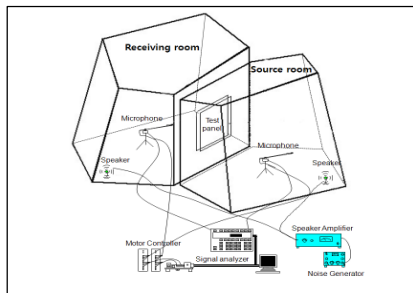 Receiving room
Source room
Microphone
Test
panel
Microphone
Speaker
Speaker
Speaker Amplifier
Motor Controller
Signal analyzer
Noise Generator